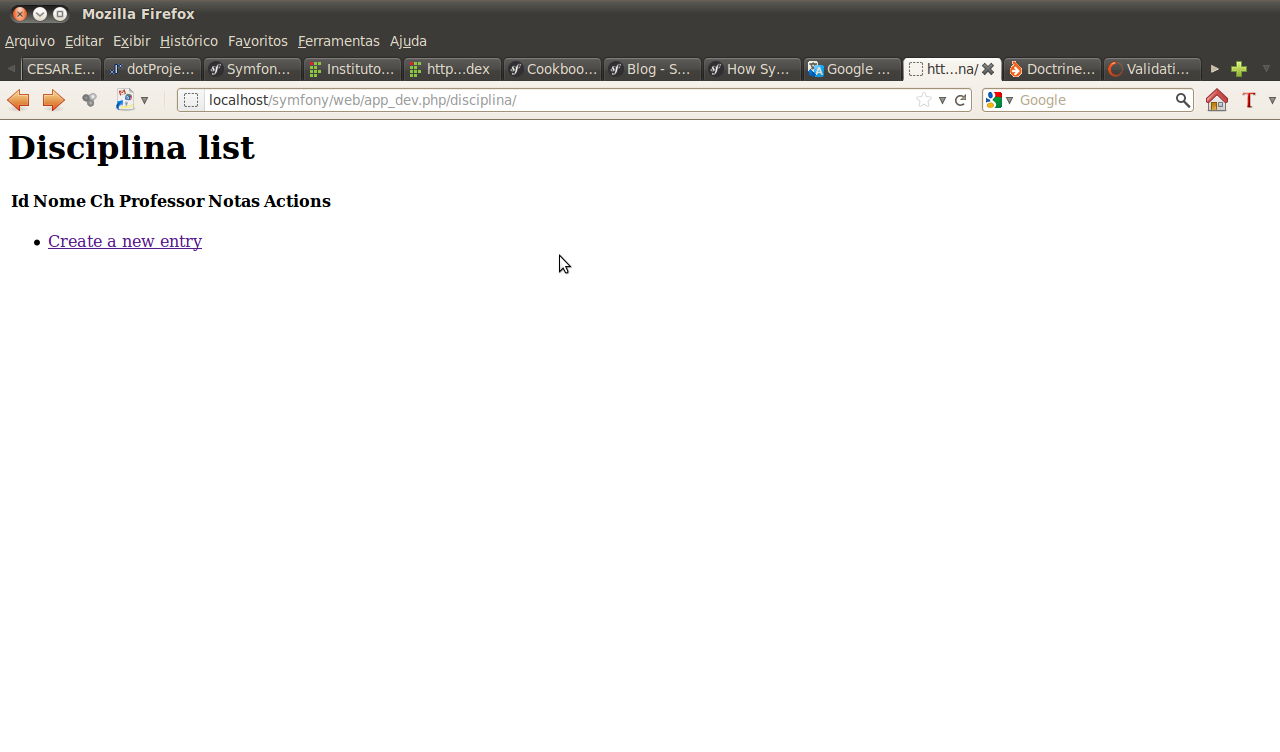 Mozilla Firefox
Arquivo Editar Exibir Histórico Favoritos Ferramentas Ajuda
CESAR.E... dotProje... Symfon... Instituto... http...dex Cookboo... Blog - S... How Sy... Google ... htt...na/ Doctrine... Validati...
localhost/symfony/web/app_dev.php/disciplina/ Google
Disciplina list
Id Nome Ch Professor Notas Actions
Create a new entry